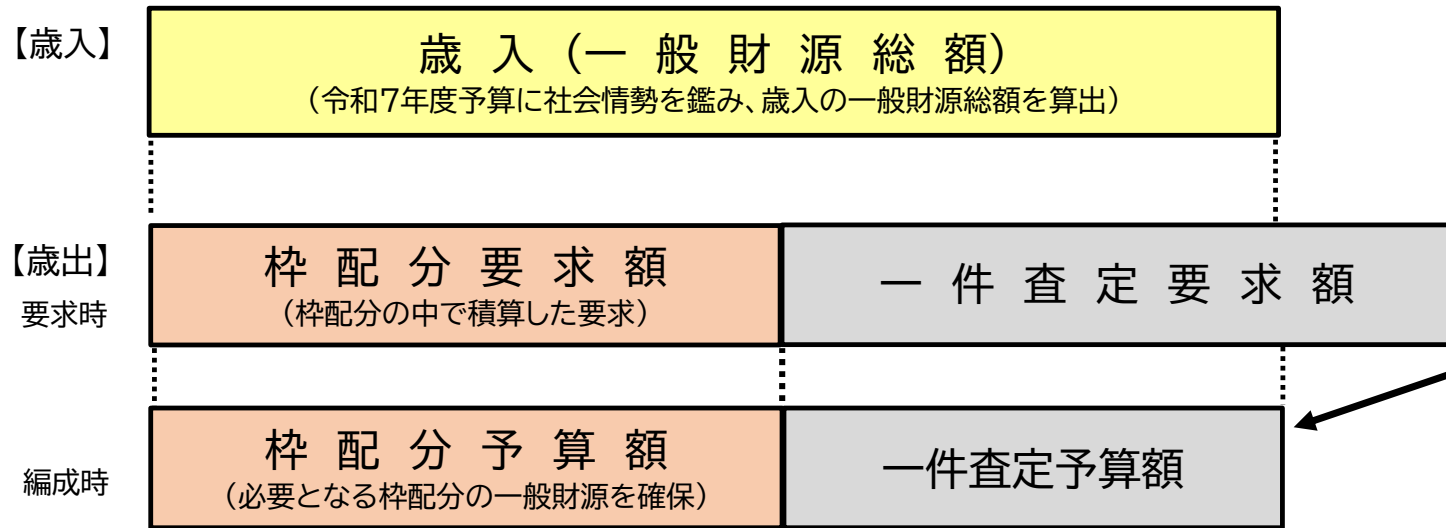 【歳入】
歳入(一般財源総額)
(令和7年度予算に社会情勢を鑑み、歳入の一般財源総額を算出)
【歳出】
要求時
枠配分要求額
(枠配分の中で積算した要求)
一件査定要求額
編成時
枠配分予算額
(必要となる枠配分の一般財源を確保)
一件査定予算額